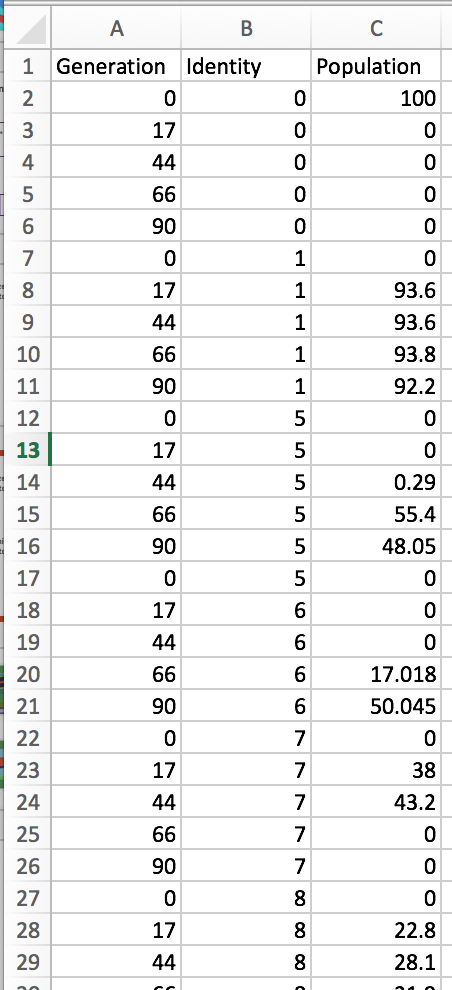 A B C
1 Generation Identity Population
2 0 0 100
3 17 0 0
4 44 0 0
5 66 0 0
6 90 0 0
7 0 1 0
8 17 1 93.6
9 44 1 93.6
10 66 1 93.8
11 90 1 92.2
12 0 5 0
13 17 5 0
14 44 5 0.29
15 66 5 55.4
16 90 5 48.05
17 0 5 0
18 17 6 0
19 44 6 0
20 66 6 17.018
21 90 6 50.045
22 0 7 0
23 17 7 38
24 44 7 43.2
25 66 7 0
26 90 7 0
27 0 8 0
28 17 8 22.8
29 44 8 28.1